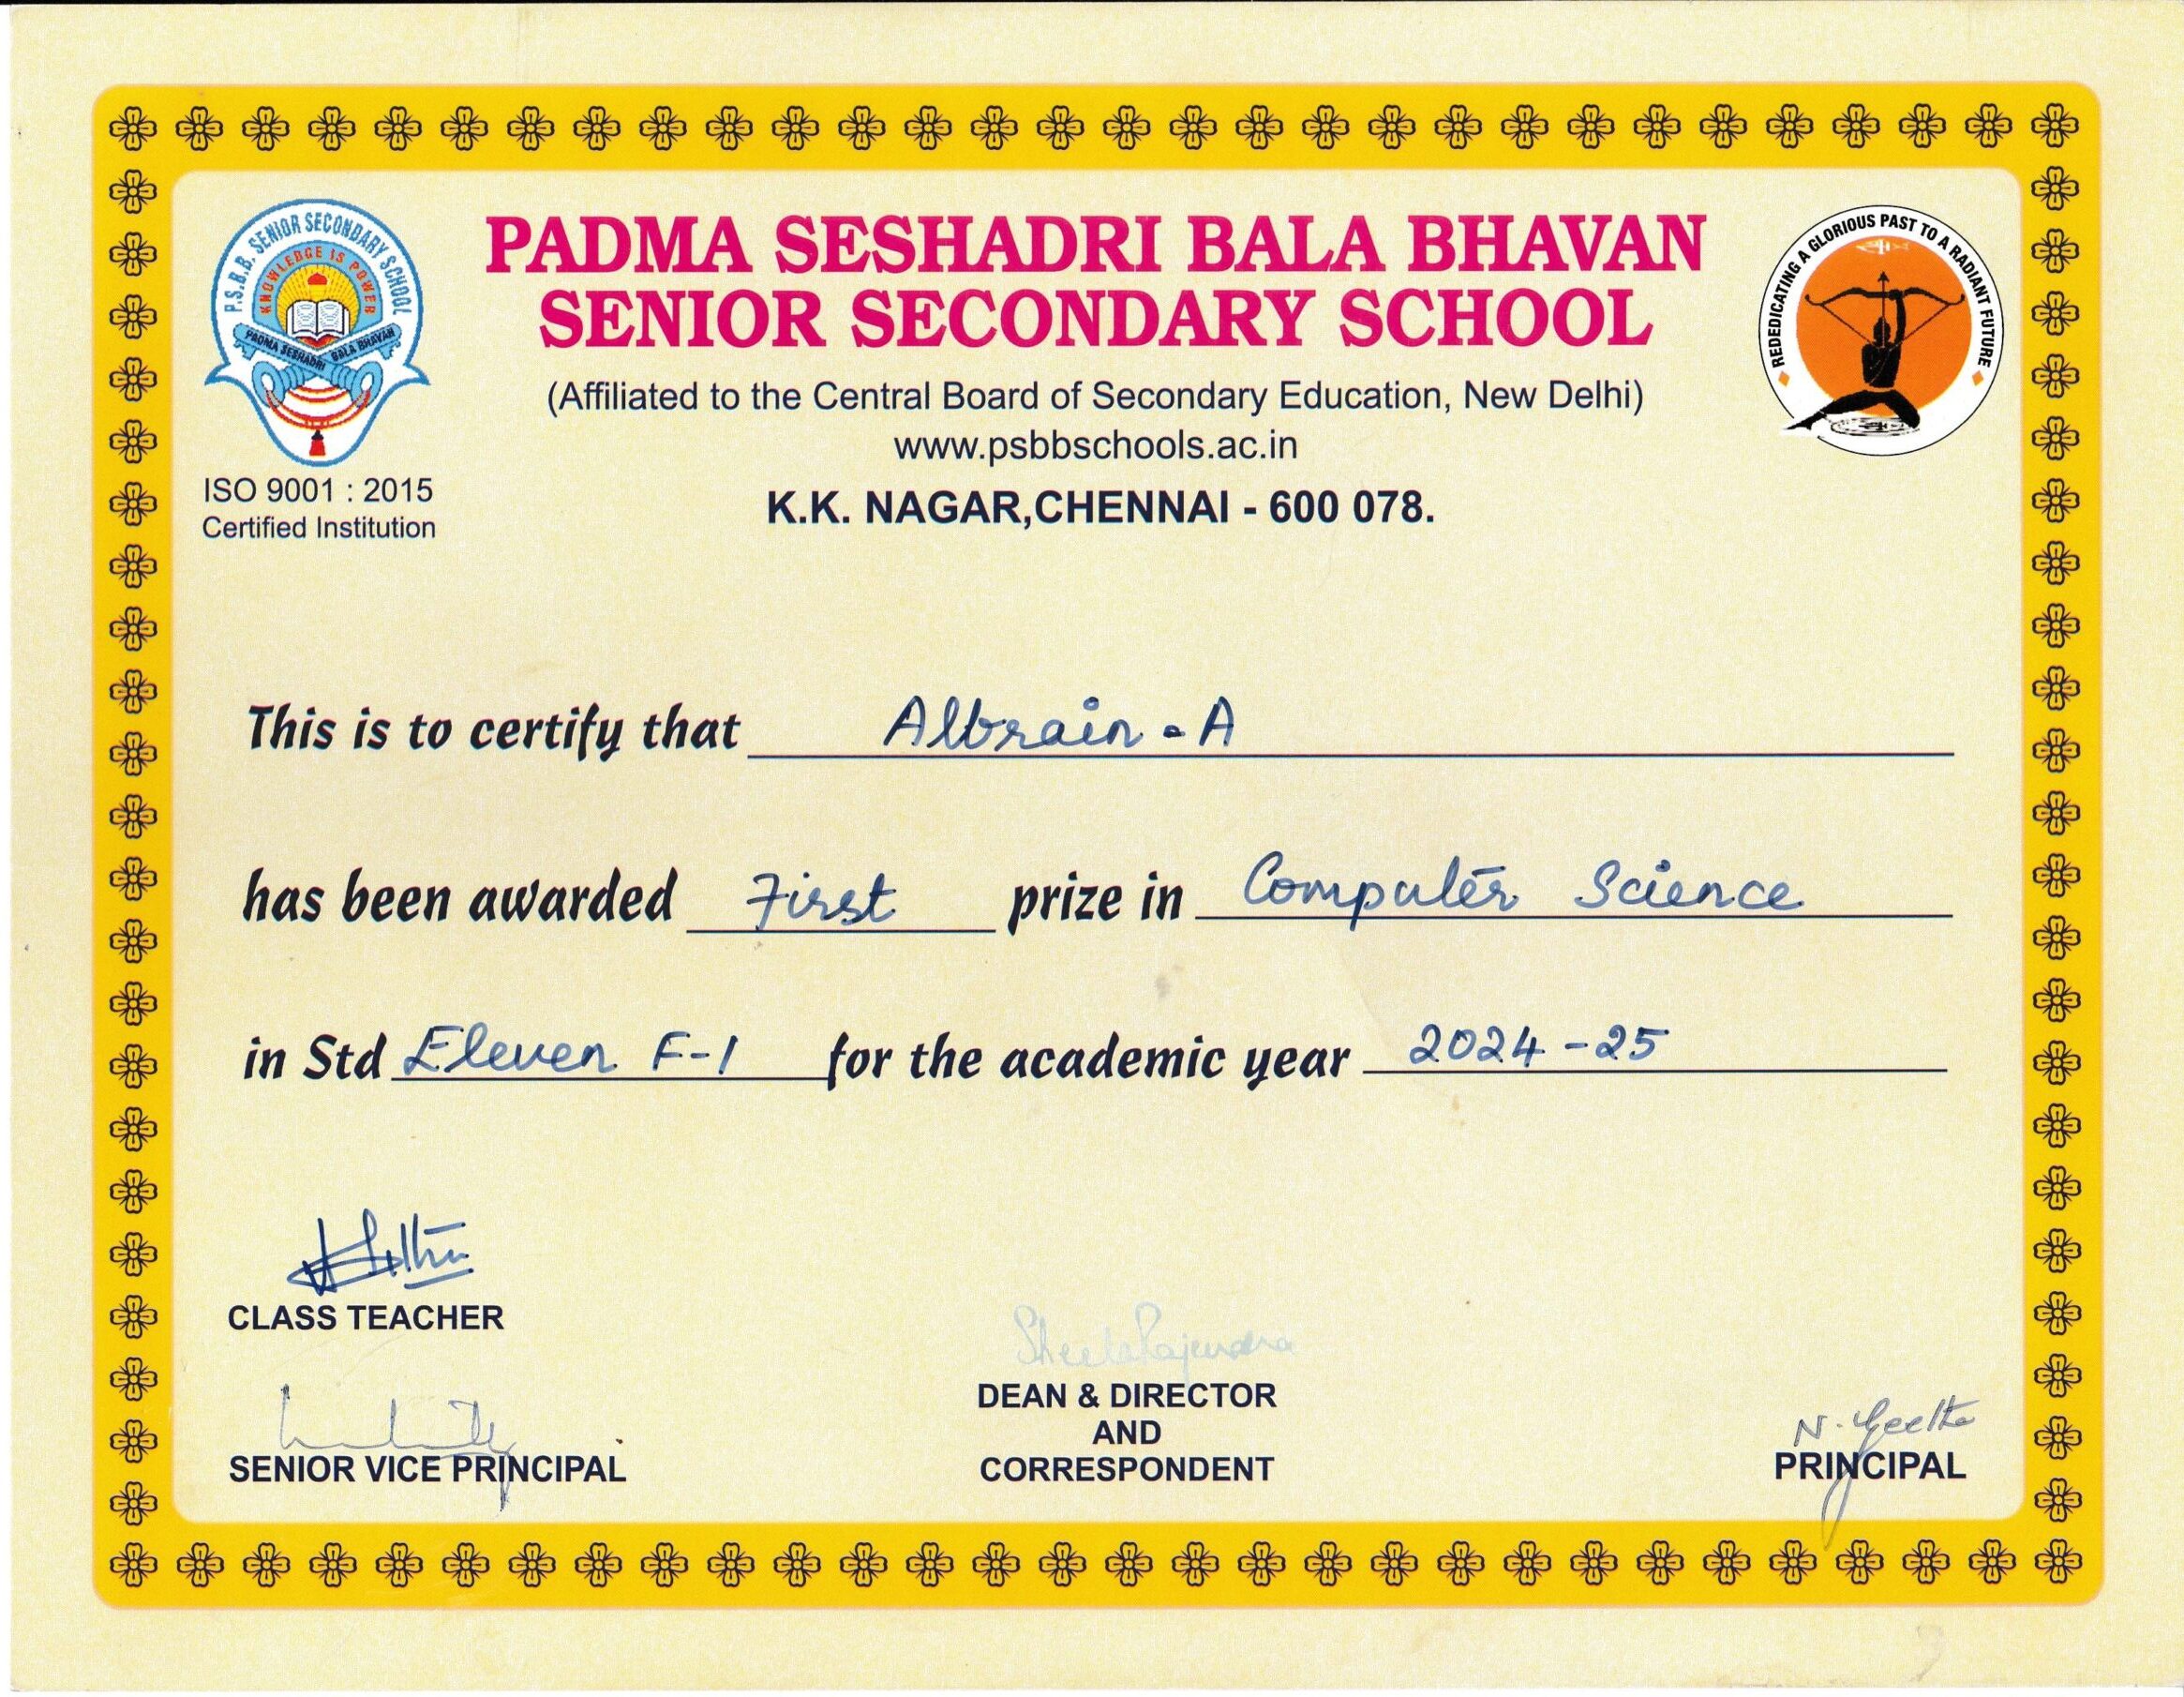 P.S.B.B. SENIOR SECONDARY SCHOOL
KNOWLEDGE IS POWER
PADMA SESHADRI BALA BHAVAN
ISO 9001 : 2015
Certified Institution
PADMA SESHADRI BALA BHAVAN
SENIOR SECONDARY SCHOOL
(Affiliated to the Central Board of Secondary Education, New Delhi)
www.psbbschools.ac.in
K.K. NAGAR,CHENNAI - 600 078.
REDEDICATING A GLORIOUS PAST TO A RADIANT FUTURE
This is to certify that Albrain - A
has been awarded First prize in Computer Science
in Std Eleven F-1 for the academic year 2024-25
CLASS TEACHER
SENIOR VICE PRINCIPAL
Sheela Rajendra
DEAN & DIRECTOR
AND
CORRESPONDENT
N. Geetha
PRINCIPAL